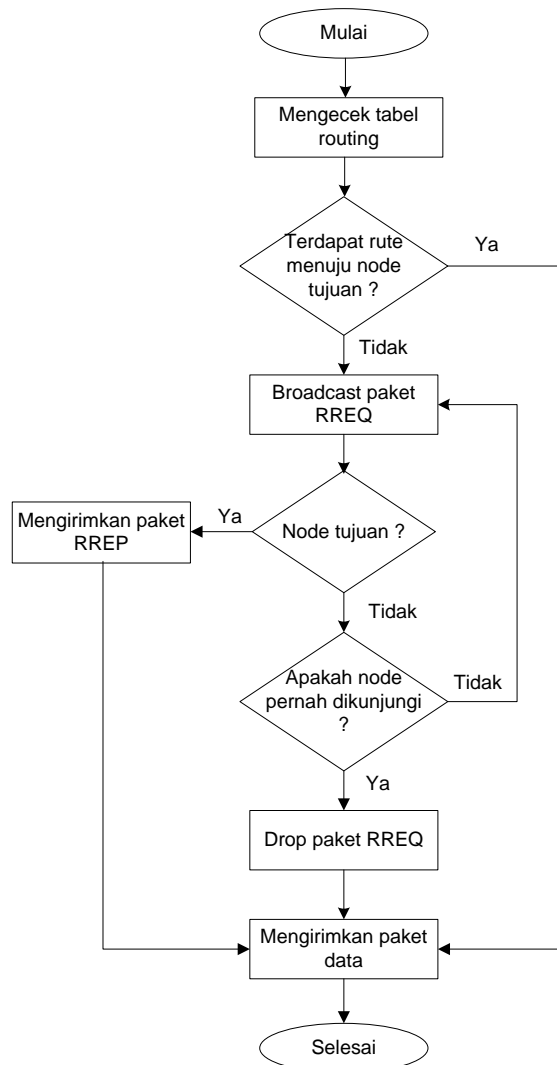 Mulai
Mengecek tabel
routing
Terdapat rute
menuju node
tujuan ?
Ya
Tidak
Broadcast paket
RREQ
Mengirimkan paket
RREP
Ya
Node tujuan ?
Tidak
Apakah node
pernah dikunjungi
?
Tidak
Ya
Drop paket RREQ
Mengirimkan paket
data
Selesai